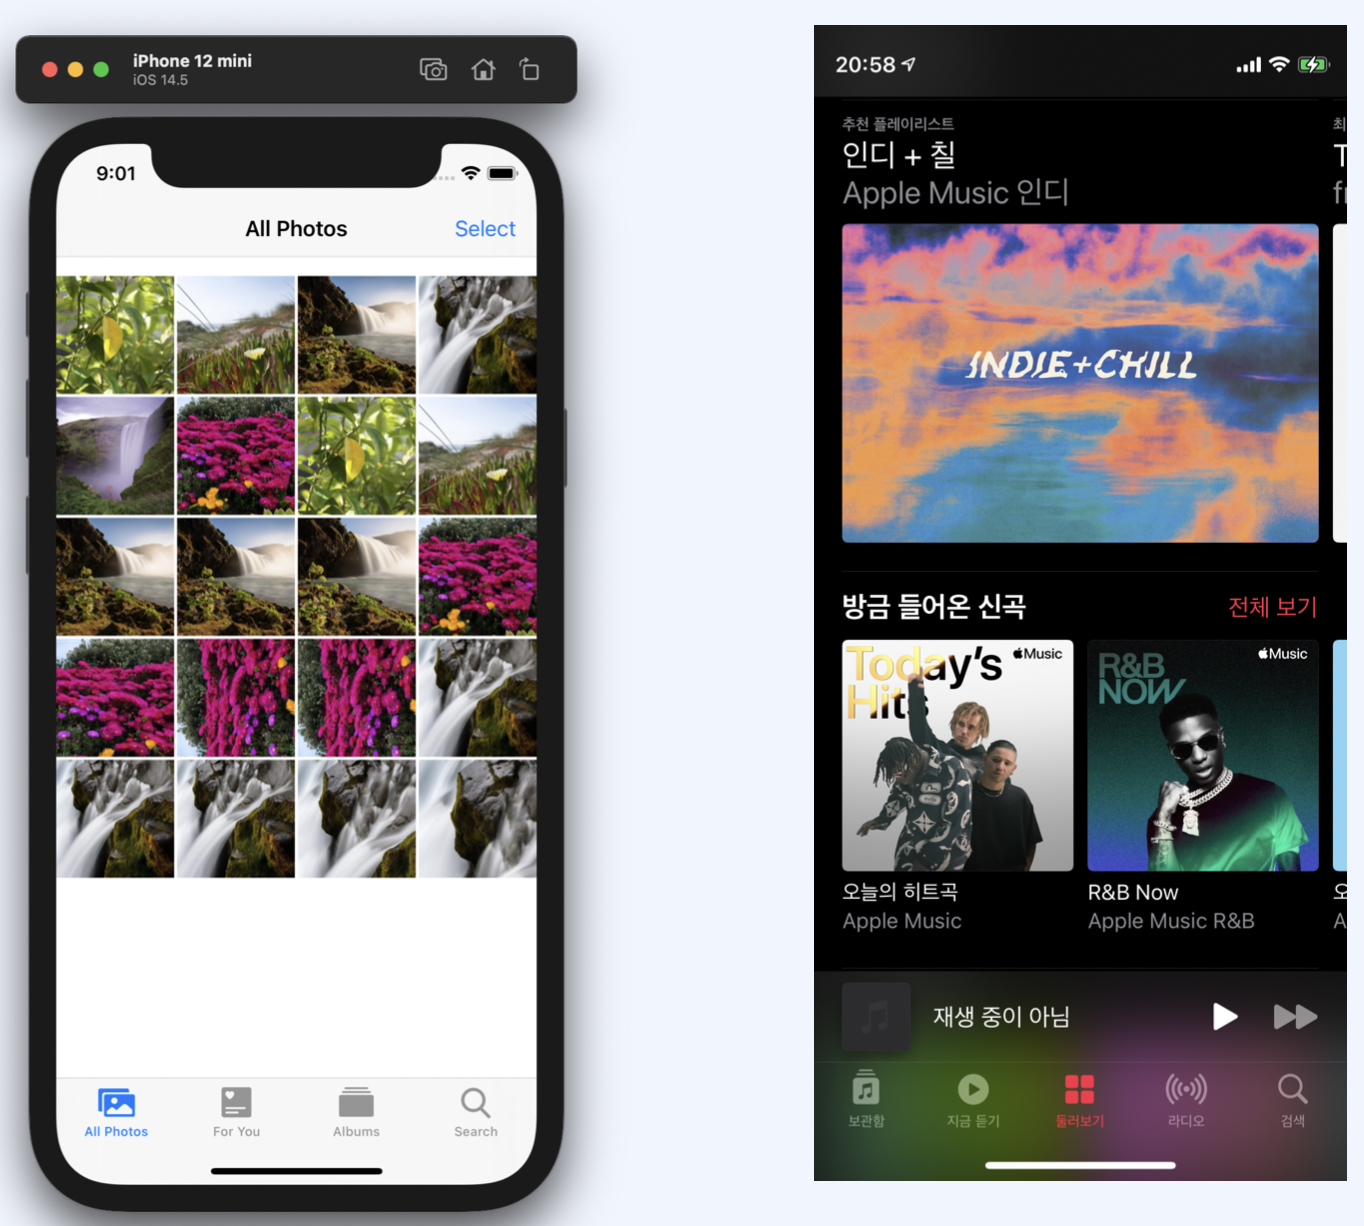 iPhone 12 mini
iOS 14.5
9:01
All Photos
Select
All Photos
For You
Albums
Search
20:58
추천 플레이리스트
인디 + 칠
Apple Music 인디
INDIE+CHILL
방금 들어온 신곡
전체 보기
Today's
Hits
Music
R&B
NOW
Music
오늘의 히트곡
Apple Music
R&B Now
Apple Music R&B
재생 중이 아님
보관함
지금 듣기
둘러보기
라디오
검색